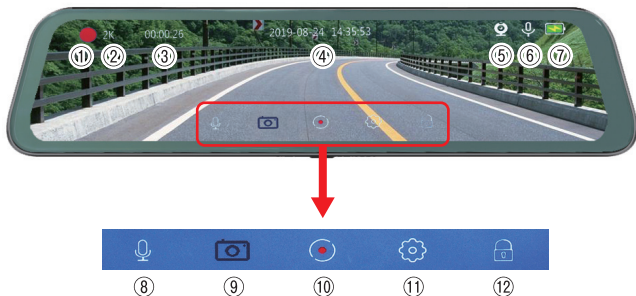 2K 00:00:26 2019-08-24 14:35:53
① ② ③ ④ ⑤ ⑥ ⑦
⑧ ⑨ ⑩ ⑪ ⑫